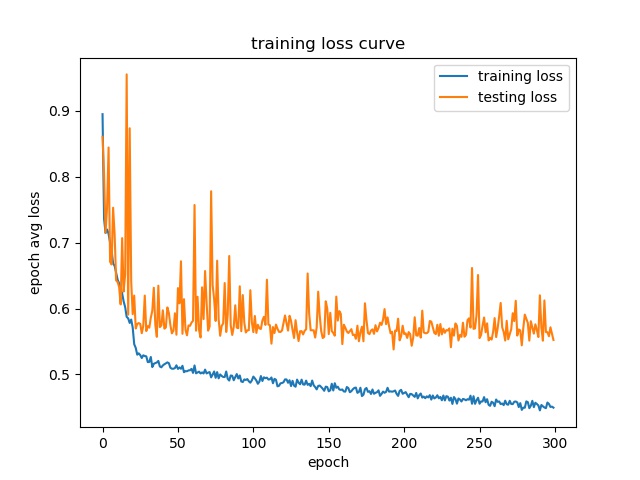 training loss curve
training loss
testing loss
epoch avg loss
0.9
0.8
0.7
0.6
0.5
0 50 100 150 200 250 300
epoch